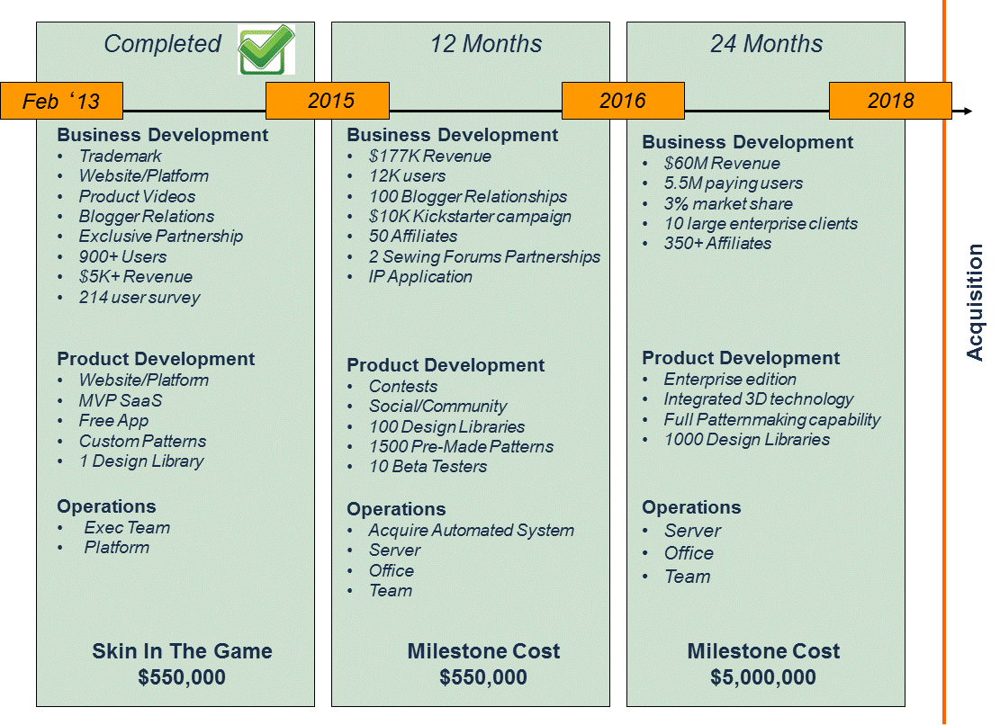 Completed
12 Months
24 Months
Feb ‘13
2015
2016
2018
Business Development
• Trademark
• Website/Platform
• Product Videos
• Blogger Relations
• Exclusive Partnership
• 900+ Users
• $5K+ Revenue
• 214 user survey
Product Development
• Website/Platform
• MVP SaaS
• Free App
• Custom Patterns
• 1 Design Library
Operations
• Exec Team
• Platform
Skin In The Game
$550,000
Business Development
• $177K Revenue
• 12K users
• 100 Blogger Relationships
• $10K Kickstarter campaign
• 50 Affiliates
• 2 Sewing Forums Partnerships
• IP Application
Product Development
• Contests
• Social/Community
• 100 Design Libraries
• 1500 Pre-Made Patterns
• 10 Beta Testers
Operations
• Acquire Automated System
• Server
• Office
• Team
Milestone Cost
$550,000
Business Development
• $60M Revenue
• 5.5M paying users
• 3% market share
• 10 large enterprise clients
• 350+ Affiliates
Product Development
• Enterprise edition
• Integrated 3D technology
• Full Patternmaking capability
• 1000 Design Libraries
Operations
• Server
• Office
• Team
Milestone Cost
$5,000,000
Acquisition